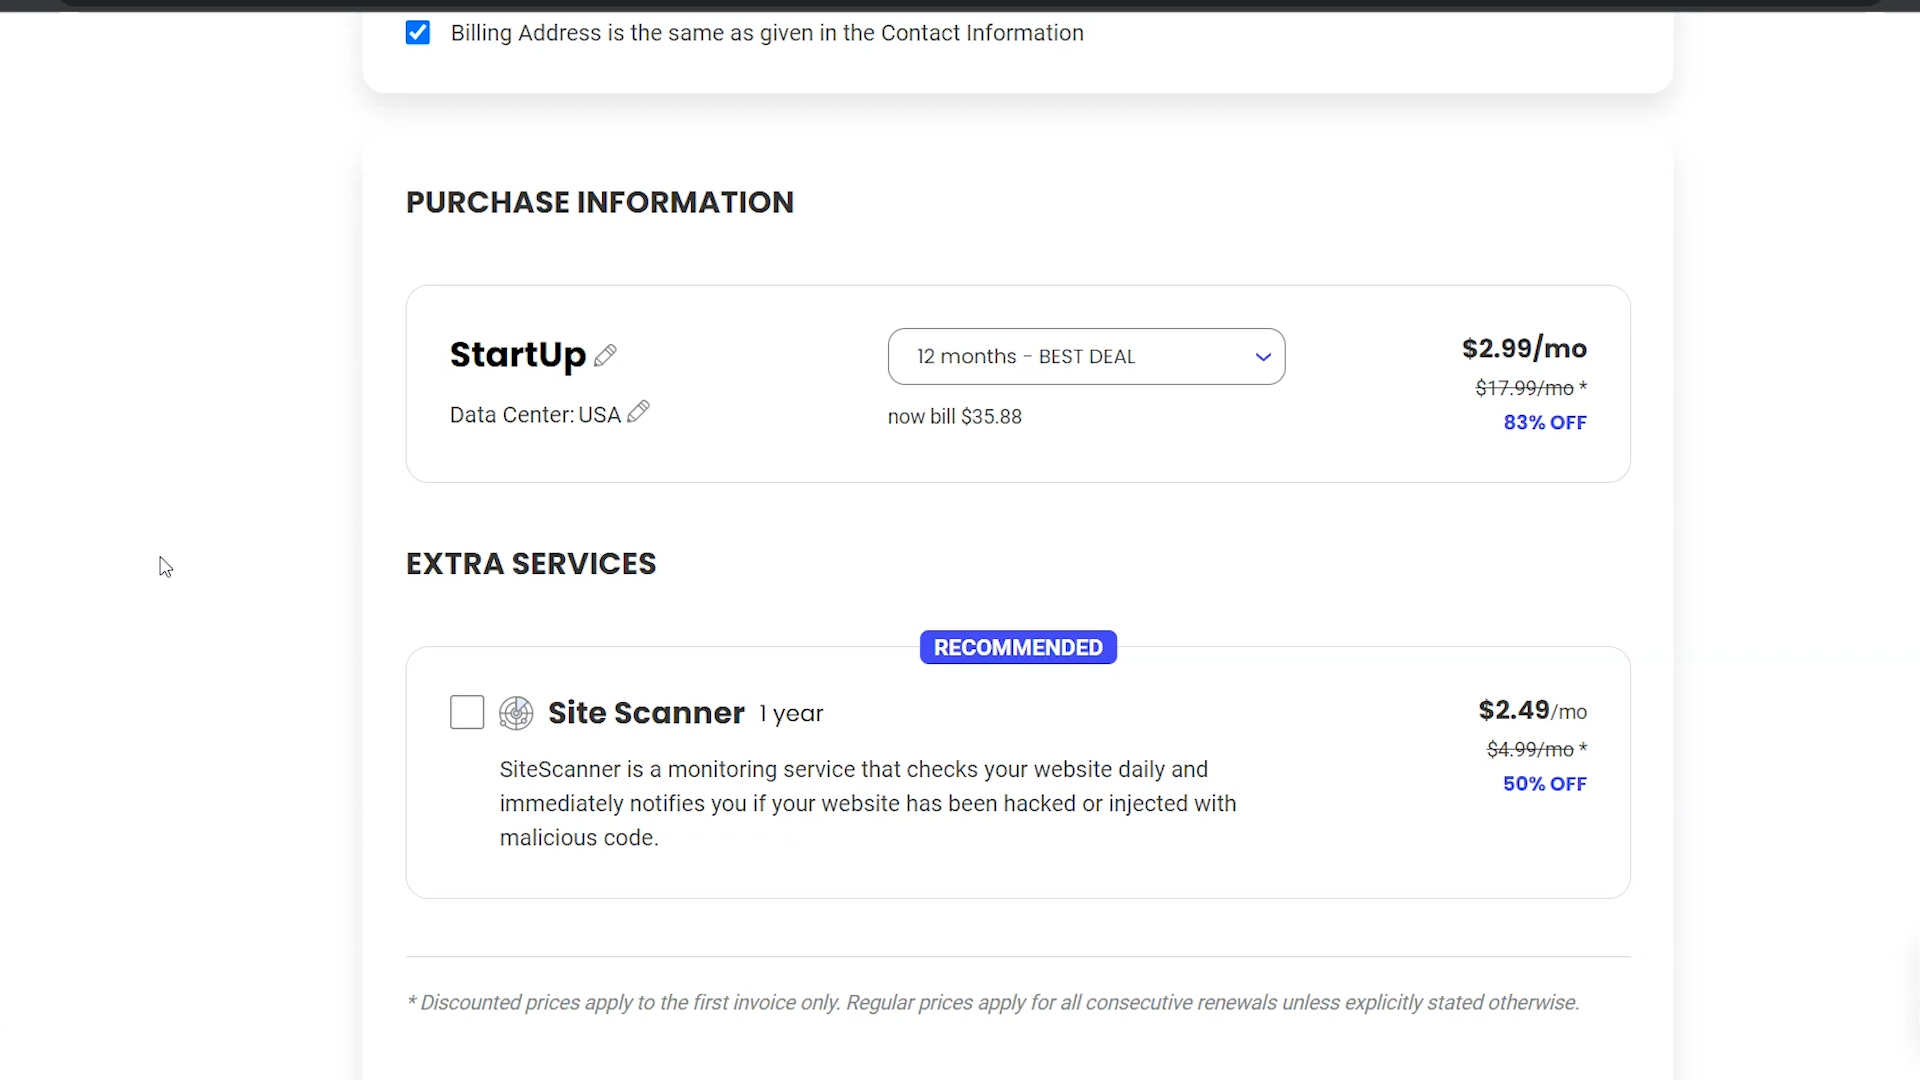 Billing Address is the same as given in the Contact Information
PURCHASE INFORMATION
StartUp
12 months - BEST DEAL
$2.99/mo
$17.99/mo *
Data Center: USA
now bill $35.88
83% OFF
EXTRA SERVICES
RECOMMENDED
Site Scanner 1 year
$2.49/mo
$4.99/mo *
50% OFF
SiteScanner is a monitoring service that checks your website daily and
immediately notifies you if your website has been hacked or injected with
malicious code.
* Discounted prices apply to the first invoice only. Regular prices apply for all consecutive renewals unless explicitly stated otherwise.